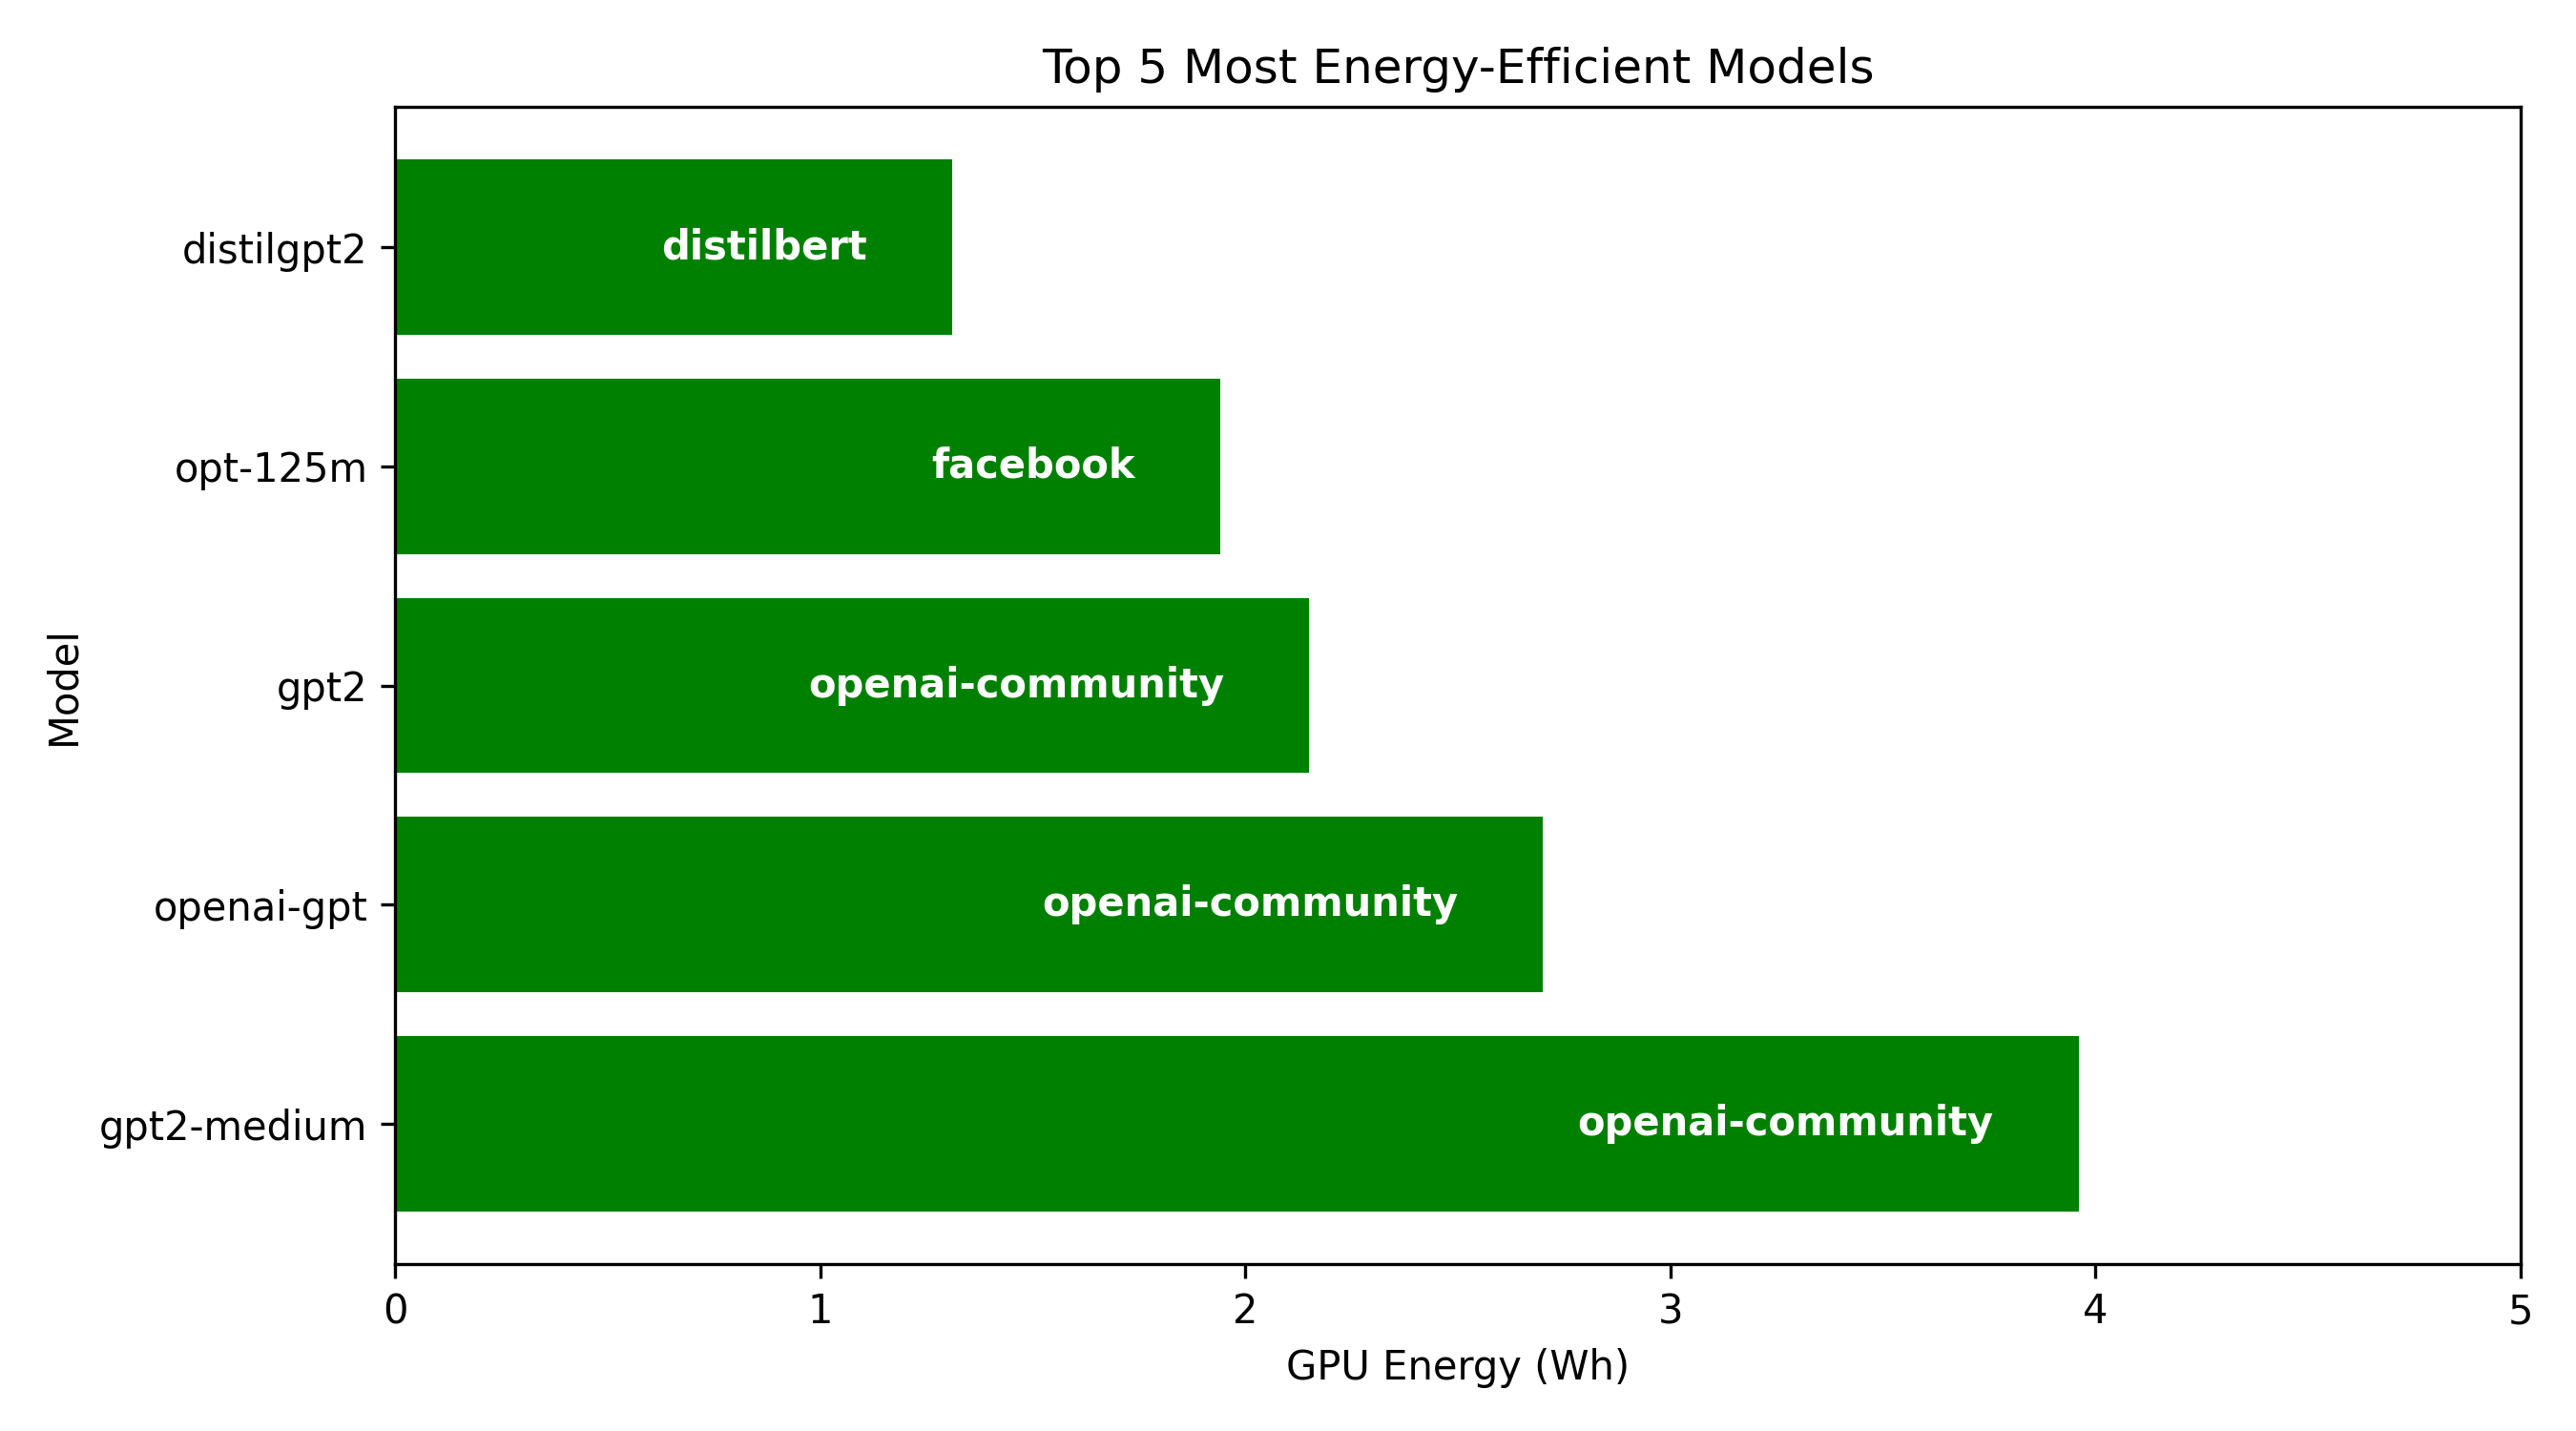 Top 5 Most Energy-Efficient Models
distilgpt2
distilbert
opt-125m
facebook
gpt2
openai-community
openai-gpt
openai-community
gpt2-medium
openai-community
Model
0 1 2 3 4 5
GPU Energy (Wh)